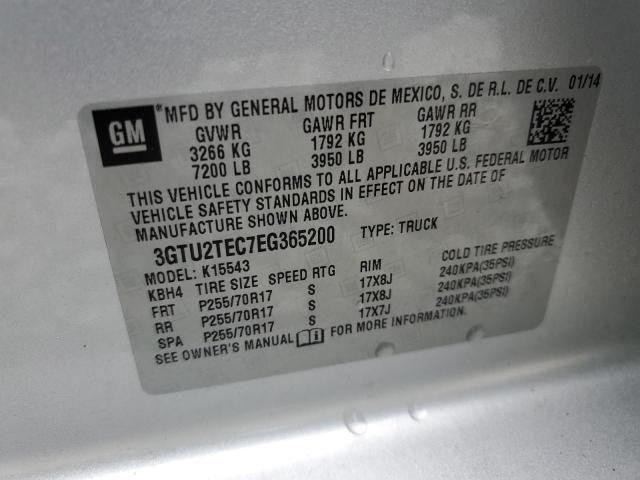 GM
MFD BY GENERAL MOTORS DE MEXICO, S. DE R.L. DE C.V. 01/14
GVWR GAWR FRT GAWR RR
3266 KG 1792 KG 1792 KG
7200 LB 3950 LB 3950 LB
THIS VEHICLE CONFORMS TO ALL APPLICABLE U.S. FEDERAL MOTOR
VEHICLE SAFETY STANDARDS IN EFFECT ON THE DATE OF
MANUFACTURE SHOWN ABOVE.
3GTU2TEC7EG365200 TYPE: TRUCK
MODEL: K15543
KBH4 TIRE SIZE SPEED RTG RIM COLD TIRE PRESSURE
FRT P255/70R17 S 17X8J 240KPA(35PSI)
RR P255/70R17 S 17X8J 240KPA(35PSI)
SPA P255/70R17 S 17X7J 240KPA(35PSI)
SEE OWNER'S MANUAL FOR MORE INFORMATION.